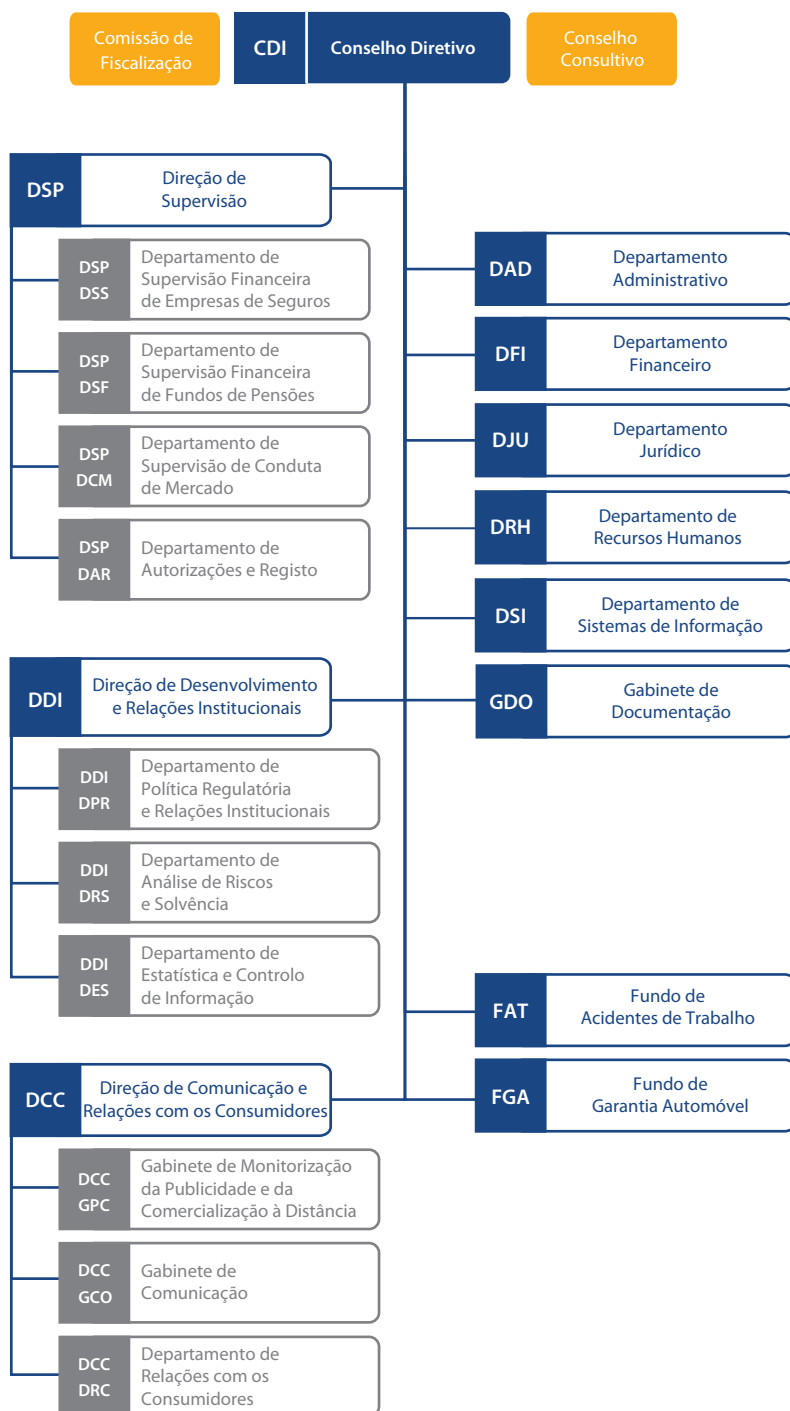 Comissão de
Fiscalização
CDI
Conselho Diretivo
Conselho
Consultivo
DSP
Direção de
Supervisão
DSP
DSS
Departamento de
Supervisão Financeira
de Empresas de Seguros
DSP
DSF
Departamento de
Supervisão Financeira
de Fundos de Pensões
DSP
DCM
Departamento de
Supervisão de Conduta
de Mercado
DSP
DAR
Departamento de
Autorizações e Registo
DAD
Departamento
Administrativo
DFI
Departamento
Financeiro
DJU
Departamento
Jurídico
DRH
Departamento de
Recursos Humanos
DSI
Departamento de
Sistemas de Informação
GDO
Gabinete de
Documentação
DDI
Direção de Desenvolvimento
e Relações Institucionais
DDI
DPR
Departamento de
Política Regulatória
e Relações Institucionais
DDI
DRS
Departamento de
Análise de Riscos
e Solvência
DDI
DES
Departamento de
Estatística e Controlo
de Informação
FAT
Fundo de
Acidentes de Trabalho
FGA
Fundo de
Garantia Automóvel
DCC
Direção de Comunicação e
Relações com os Consumidores
DCC
GPC
Gabinete de Monitorização
da Publicidade e da
Comercialização à Distância
DCC
GCO
Gabinete de
Comunicação
DCC
DRC
Departamento de
Relações com os
Consumidores